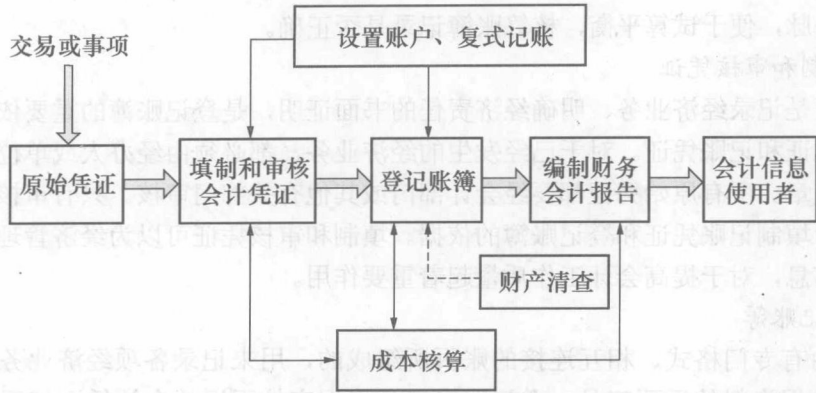 设置账户、复式记账
交易或事项
原始凭证
填制和审核
会计凭证
登记账簿
编制财务
会计报告
会计信息
使用者
财产清查
成本核算